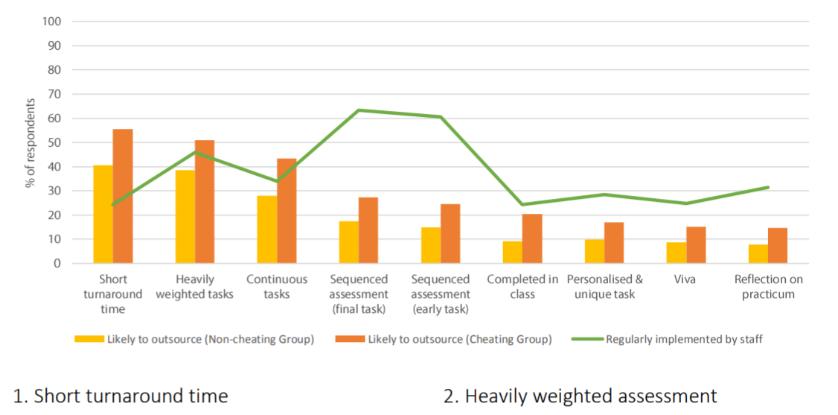 100
90
80
70
60
50
40
30
20
10
0
% of respondents
Short turnaround time
Heavily weighted tasks
Continuous tasks
Sequenced assessment (final task)
Sequenced assessment (early task)
Completed in class
Personalised & unique task
Viva
Reflection on practicum
Likely to outsource (Non-cheating Group)
Likely to outsource (Cheating Group)
Regularly implemented by staff
1. Short turnaround time
2. Heavily weighted assessment